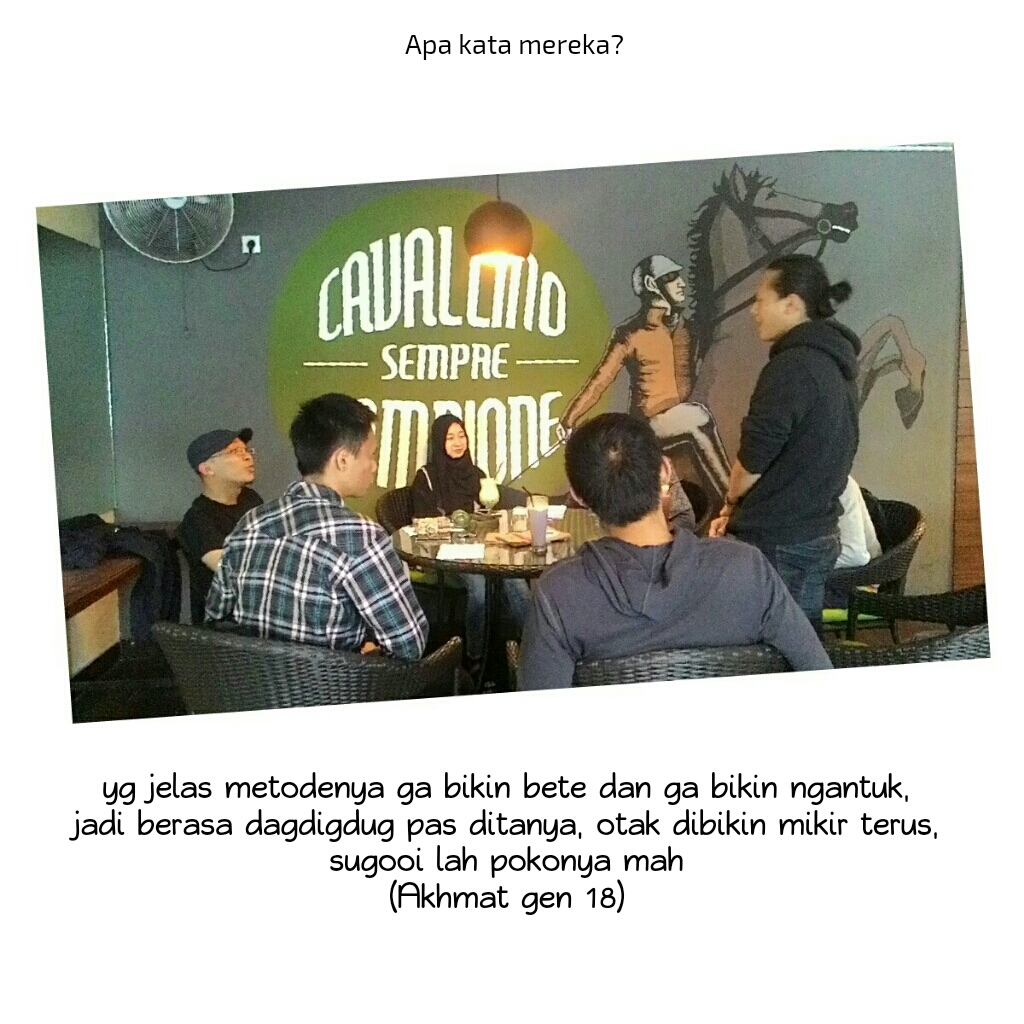 Apa kata mereka?
CAVALLINO
SEMPRE
yg jelas metodenya ga bikin bete dan ga bikin ngantuk,
jadi berasa dagdigdug pas ditanya, otak dibikin mikir terus,
sugooi lah pokonya mah
(Akhmat gen 18)